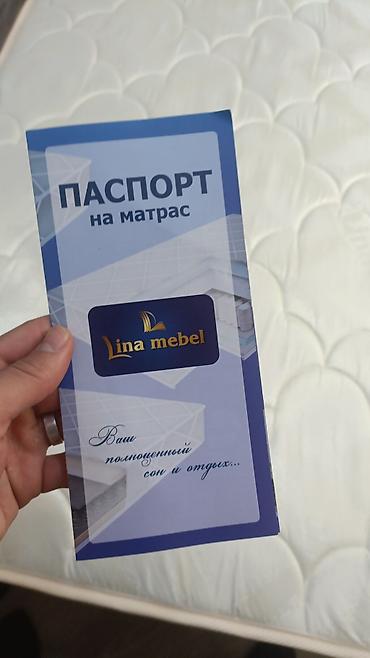 ПАСПОРТ
на матрас
Lina mebel
Ваш
полноценный
сон и отдых...